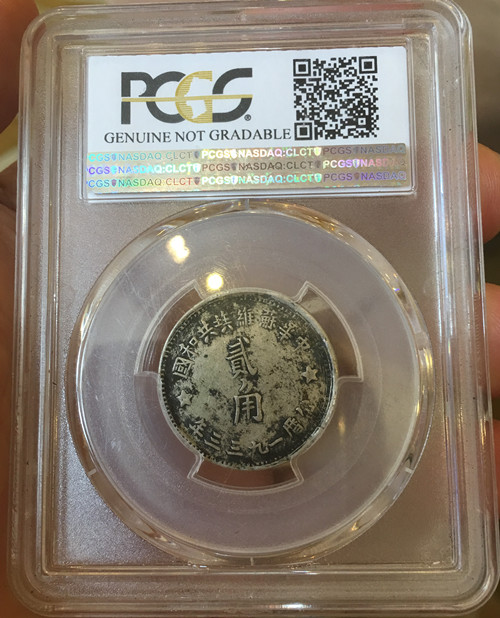 PCGS
GENUINE NOT GRADABLE
PCGS NASDAQ:CLCT PCGS NASDAQ:CLCT PCGS NASDAQ:CLCT
PCGS NASDAQ:CLCT PCGS NASDAQ:CLCT PCGS NASDAQ:CL
PCGS NASDAQ:CLCT PCGS NASDAQ:CLCT PCGS NASDAQ
中華蘇維埃共和國
貳角
公曆一九三三年